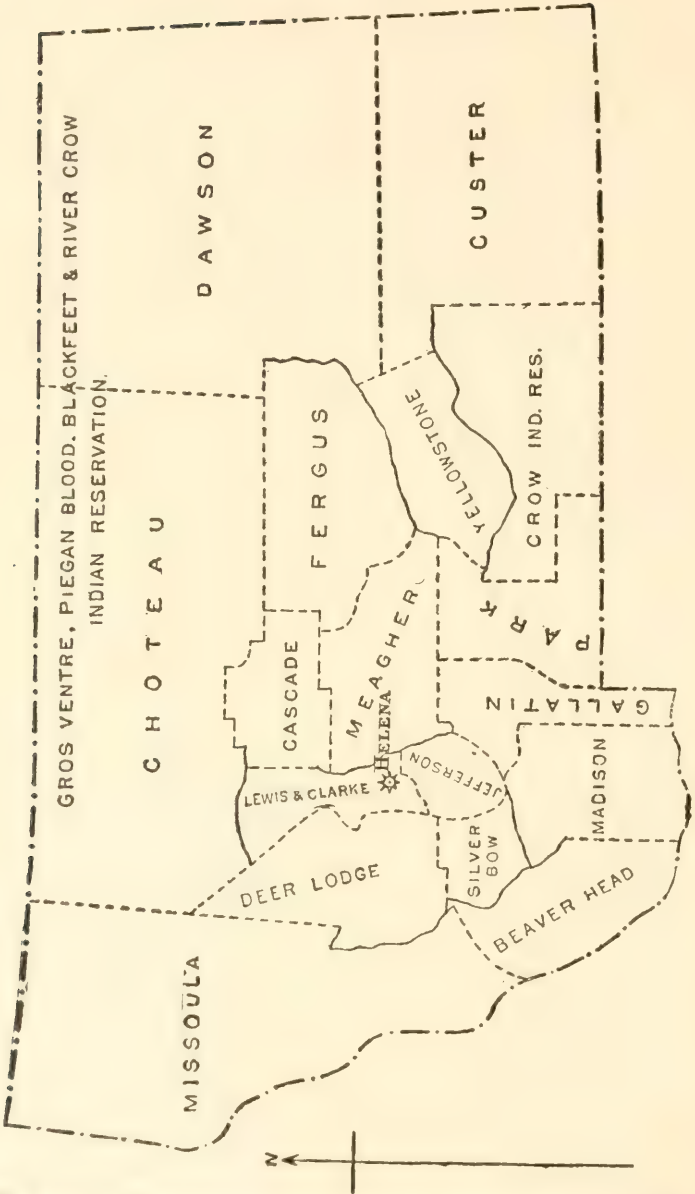 GROS VENTRE, PIEGAN BLOOD. BLACKFEET & RIVER CROW
INDIAN RESERVATION.
MISSOULA
CHOTEAU
DAWSON
DEER LODGE
LEWIS & CLARKE
CASCADE
FERGUS
HELENA
MEAGHER
JEFFERSON
SILVER
BOW
BEAVER HEAD
MADISON
GALLATIN
PARK
YELLOWSTONE
CROW IND. RES.
CUSTER
N